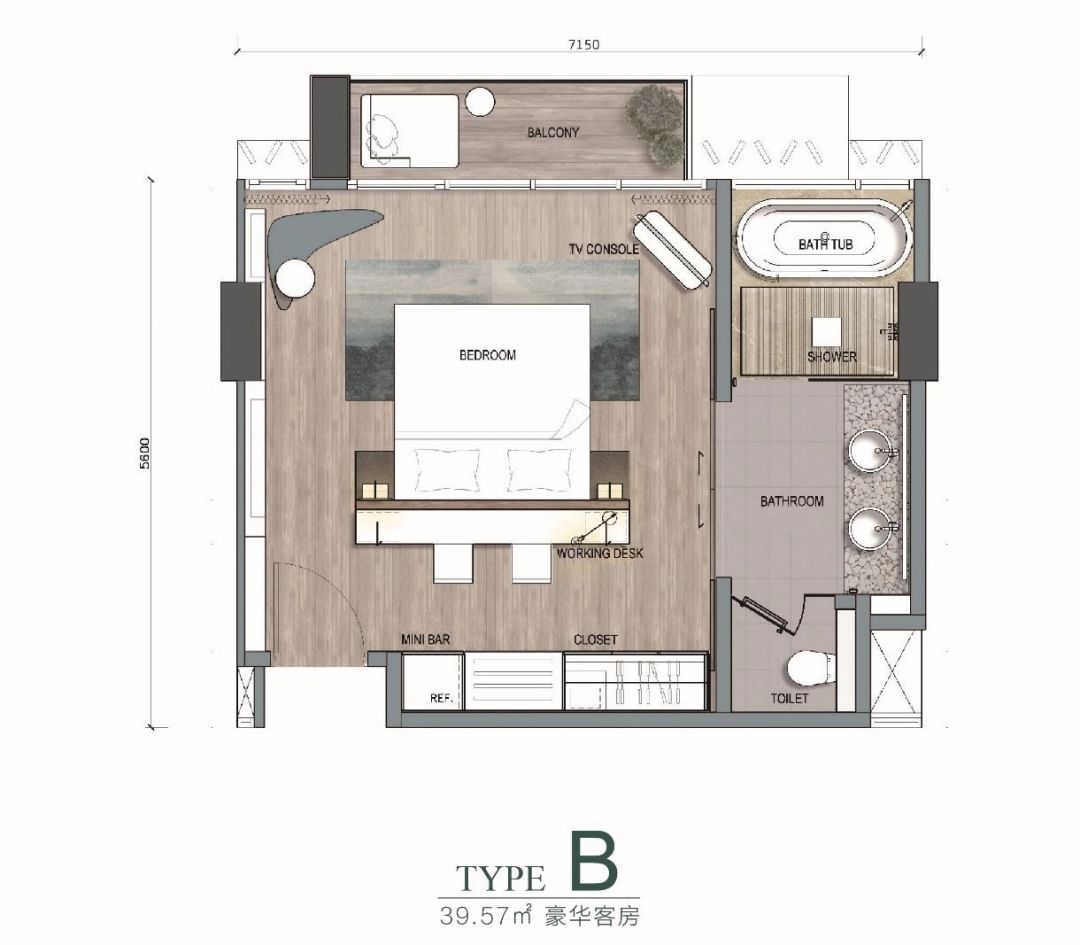 7150
BALCONY
TV CONSOLE
BATH TUB
BEDROOM
SHOWER
5600
BATHROOM
WORKING DESK
MINI BAR
CLOSET
REF.
TOILET
TYPE B
39.57㎡ 豪华客房